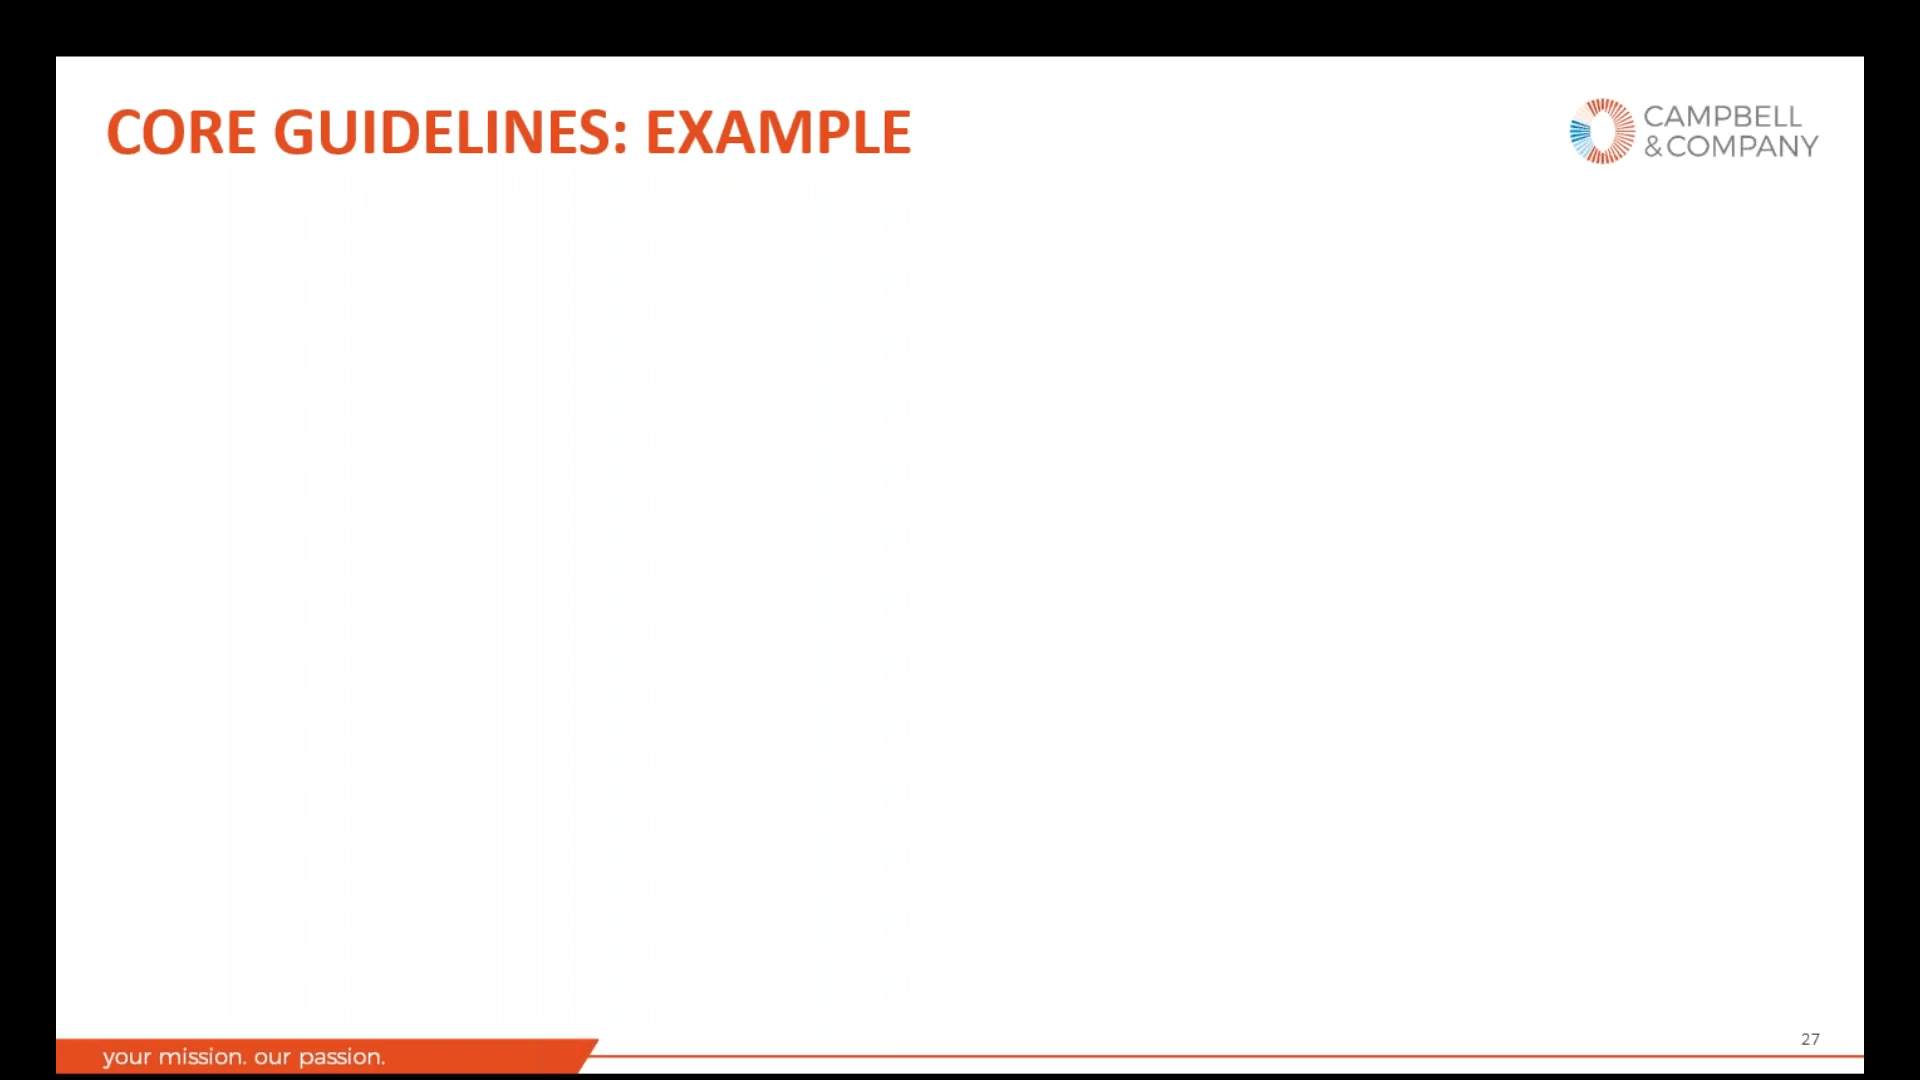 CORE GUIDELINES: EXAMPLE
CAMPBELL
&COMPANY
27
your mission. our passion.